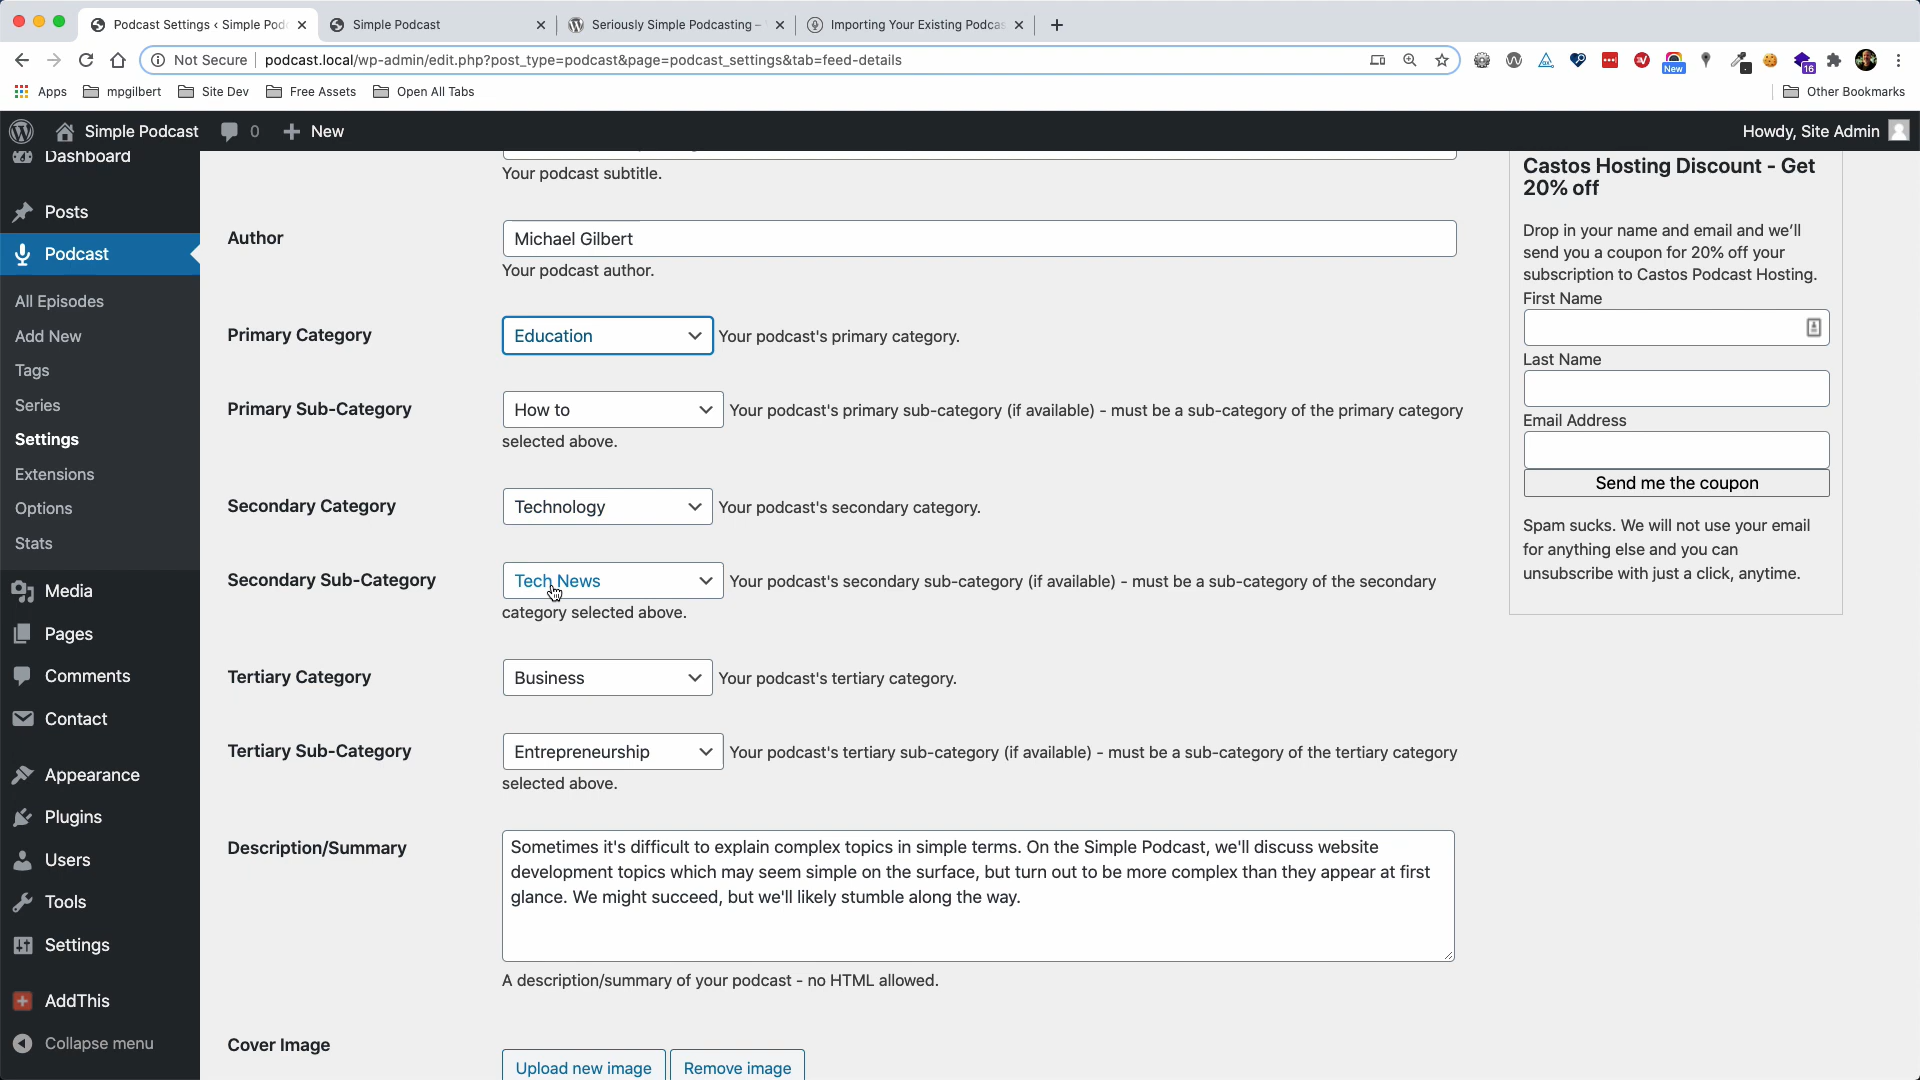 Podcast Settings ‹ Simple Pod
Simple Podcast
Seriously Simple Podcasting –
Importing Your Existing Podca
Not Secure
podcast.local/wp-admin/edit.php?post_type=podcast&page=podcast_settings&tab=feed-details
New
16
Apps
mpgilbert
Site Dev
Free Assets
Open All Tabs
Other Bookmarks
Simple Podcast
0
New
Howdy, Site Admin
Dashboard
Posts
Podcast
All Episodes
Add New
Tags
Series
Settings
Extensions
Options
Stats
Media
Pages
Comments
Contact
Appearance
Plugins
Users
Tools
Settings
AddThis
Collapse menu
Your podcast subtitle.
Author
Michael Gilbert
Your podcast author.
Primary Category
Education
Your podcast's primary category.
Primary Sub-Category
How to
Your podcast's primary sub-category (if available) - must be a sub-category of the primary category
selected above.
Secondary Category
Technology
Your podcast's secondary category.
Secondary Sub-Category
Tech News
Your podcast's secondary sub-category (if available) - must be a sub-category of the secondary
category selected above.
Tertiary Category
Business
Your podcast's tertiary category.
Tertiary Sub-Category
Entrepreneurship
Your podcast's tertiary sub-category (if available) - must be a sub-category of the tertiary category
selected above.
Description/Summary
Sometimes it's difficult to explain complex topics in simple terms. On the Simple Podcast, we'll discuss website
development topics which may seem simple on the surface, but turn out to be more complex than they appear at first
glance. We might succeed, but we'll likely stumble along the way.
A description/summary of your podcast - no HTML allowed.
Cover Image
Upload new image
Remove image
Castos Hosting Discount - Get
20% off
Drop in your name and email and we'll
send you a coupon for 20% off your
subscription to Castos Podcast Hosting.
First Name
Last Name
Email Address
Send me the coupon
Spam sucks. We will not use your email
for anything else and you can
unsubscribe with just a click, anytime.